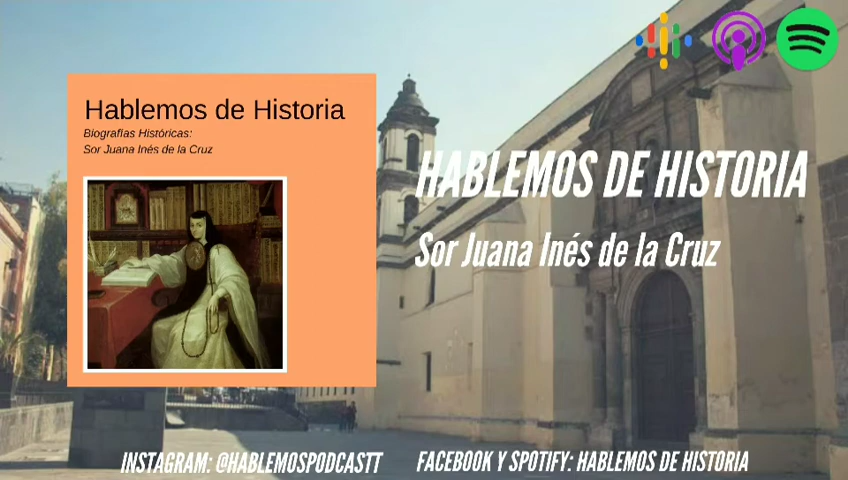 Hablemos de Historia
Biografías Históricas:
Sor Juana Inés de la Cruz
HABLEMOS DE HISTORIA
Sor Juana Inés de la Cruz
INSTAGRAM: @HABLEMOSPODCASTT
FACEBOOK Y SPOTIFY: HABLEMOS DE HISTORIA